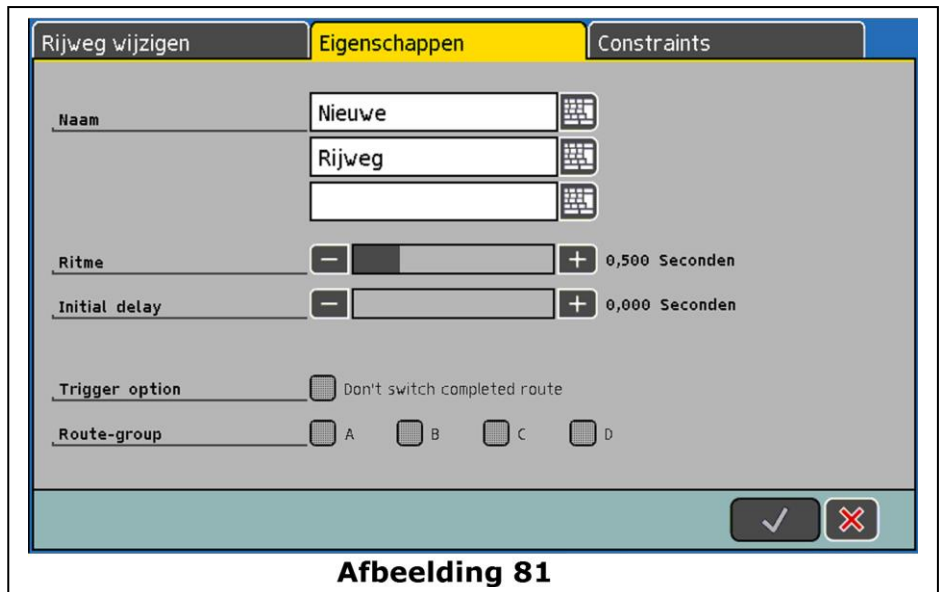 Rijweg wijzigen Eigenschappen Constraints
Naam Nieuwe
Rijweg
Ritme 0,500 Seconden
Initial delay 0,000 Seconden
Trigger option Don't switch completed route
Route-group A B C D
Afbeelding 81